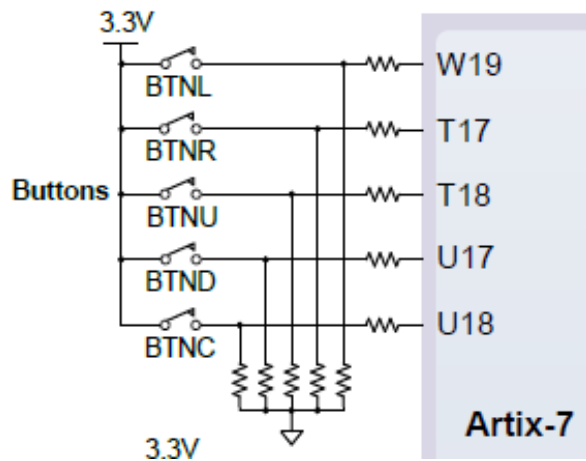 3.3V
BTNL
W19
BTNR
T17
Buttons
BTNU
T18
BTND
U17
BTNC
U18
Artix-7
3.3V